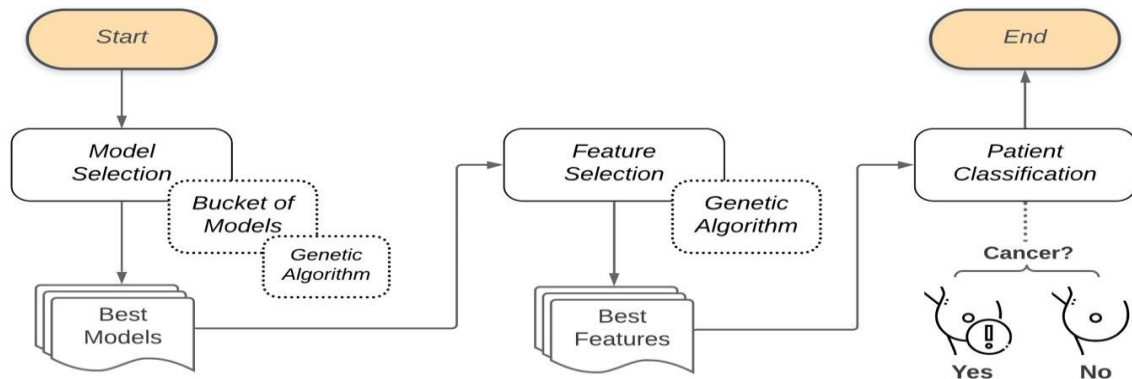 Start
Model
Selection
Bucket of
Models
Genetic
Algorithm
Best
Models
Feature
Selection
Genetic
Algorithm
Best
Features
End
Patient
Classification
Cancer?
Yes
No